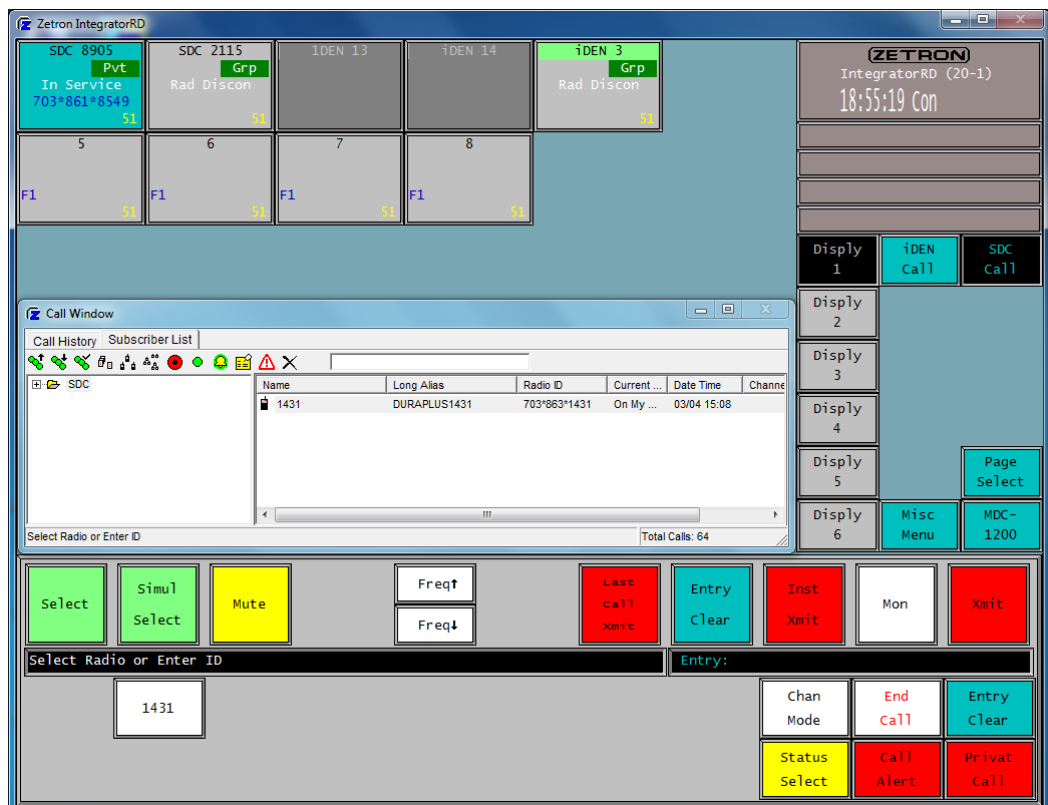 Zetron IntegratorRD
SDC 8905
Pvt
In Service
703*861*8549
51
SDC 2115
Grp
Rad Discon
51
iDEN 13
iDEN 14
iDEN 3
Grp
Rad Discon
51
ZETRON
IntegratorRD (20-1)
18:55:19 Con
5
F1
51
6
F1
51
7
F1
51
8
F1
51
Disply
1
iDEN
Call
SDC
Call
Disply
2
Disply
3
Disply
4
Disply
5
Page
Select
Disply
6
Misc
Menu
MDC-
1200
Call Window
Call History
Subscriber List
SDC
Name
Long Alias
Radio ID
Current ...
Date Time
Channe
1431
DURAPLUS1431
703*863*1431
On My ...
03/04 15:08
Select Radio or Enter ID
Total Calls: 64
Select
Simul
Select
Mute
Freq↑
Freq↓
Last
Call
Xmit
Entry
Clear
Inst
Xmit
Mon
Xmit
Select Radio or Enter ID
Entry:
1431
Chan
Mode
End
Call
Entry
Clear
Status
Select
Call
Alert
Privat
Call